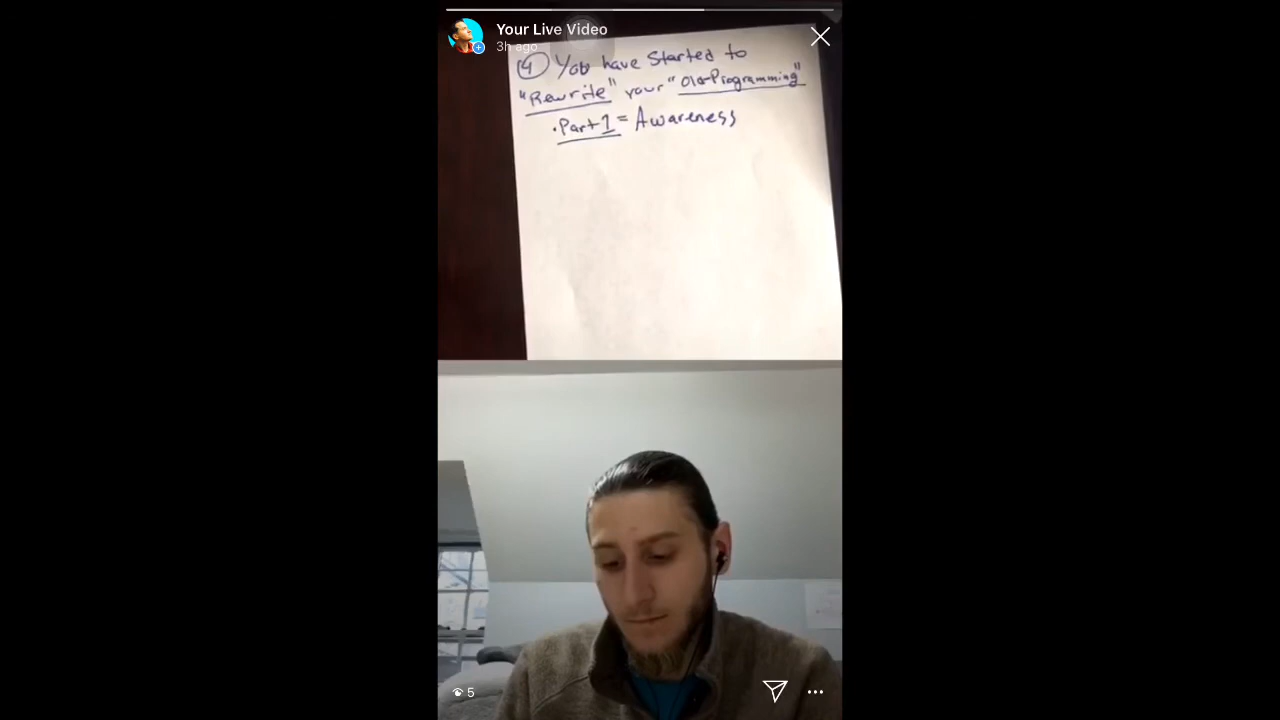 Your Live Video
3h ago
④ You have Started to
"Rewrite" your "Old-Programming"
• Part 1 = Awareness
5